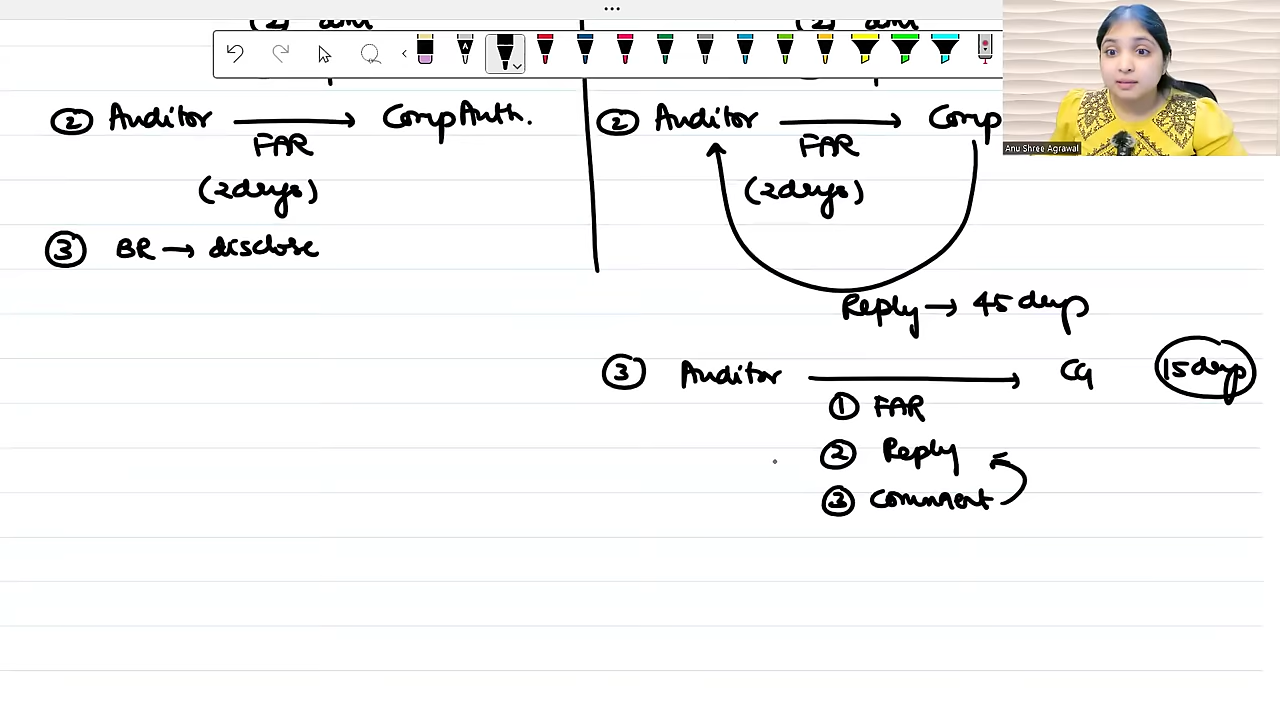 ② Auditor → Comp Auth.
FAR
(2 days)
③ BR → disclose
② Auditor → Comp
FAR
(2 days)
Reply → 45 days
③ Auditor → CG 15 days
① FAR
② Reply
③ Comment
Anu Shree Agrawal